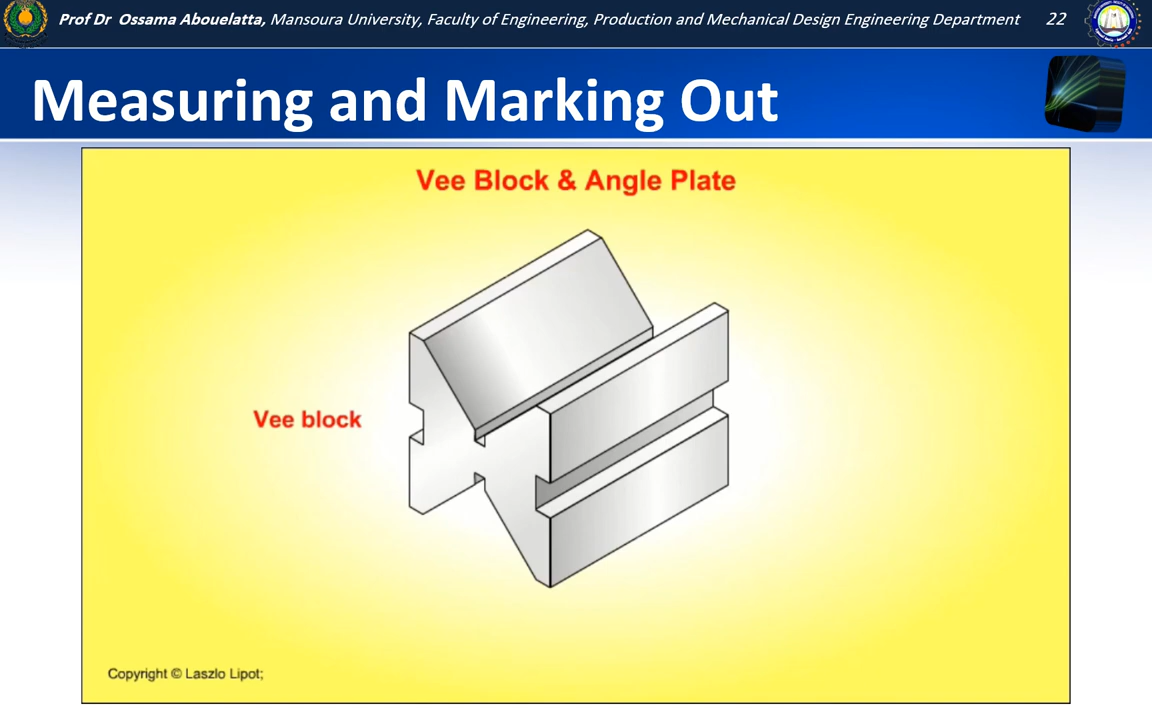 Prof Dr Ossama Abouelatta, Mansoura University, Faculty of Engineering, Production and Mechanical Design Engineering Department 22
Measuring and Marking Out
Vee Block & Angle Plate
Vee block
Copyright © Laszlo Lipot;